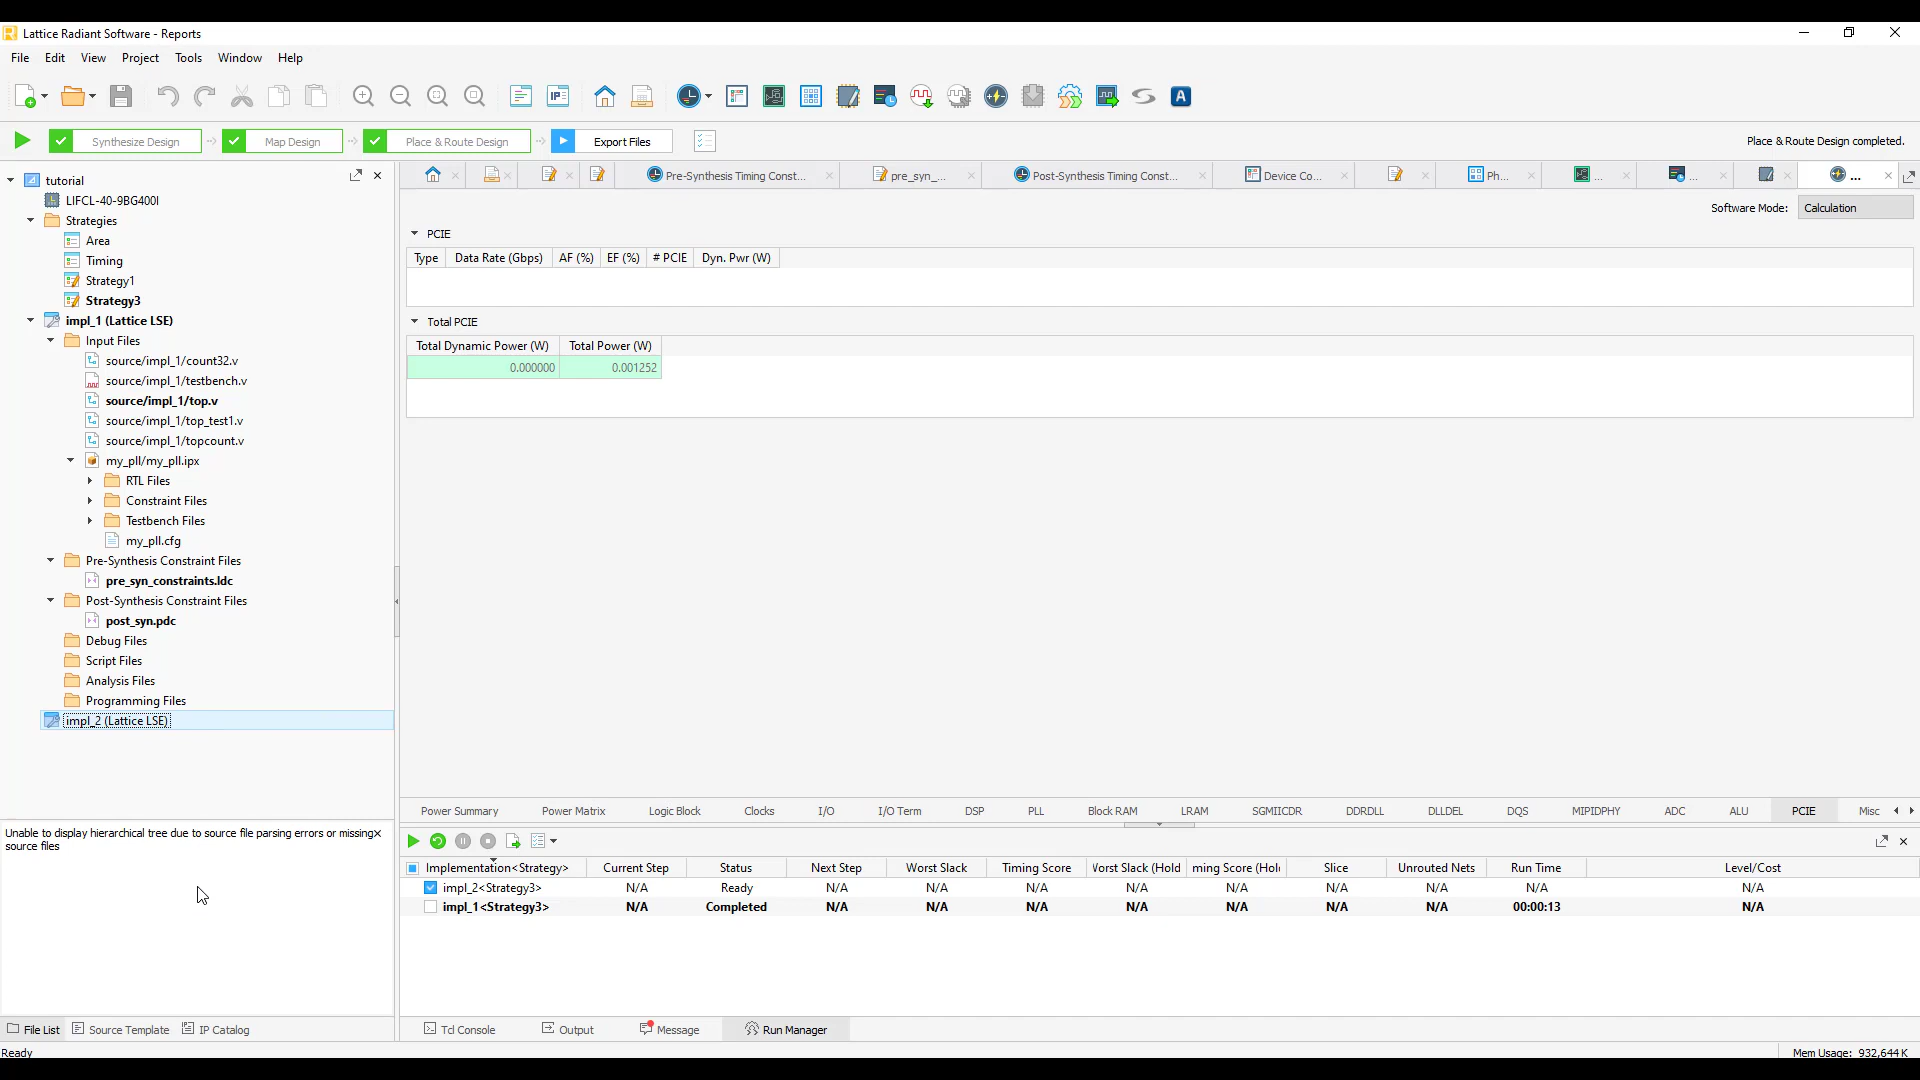 Lattice Radiant Software - Reports
File Edit View Project Tools Window Help
Synthesize Design Map Design Place & Route Design Export Files Place & Route Design completed.
tutorial
LIFCL-40-9BG400I
Strategies
Area
Timing
Strategy1
Strategy3
impl_1 (Lattice LSE)
Input Files
source/impl_1/count32.v
source/impl_1/testbench.v
source/impl_1/top.v
source/impl_1/top_test1.v
source/impl_1/topcount.v
my_pll/my_pll.ipx
RTL Files
Constraint Files
Testbench Files
my_pll.cfg
Pre-Synthesis Constraint Files
pre_syn_constraints.ldc
Post-Synthesis Constraint Files
post_syn.pdc
Debug Files
Script Files
Analysis Files
Programming Files
impl_2 (Lattice LSE)
Unable to display hierarchical tree due to source file parsing errors or missing
source files
File List Source Template IP Catalog
Ready
Pre-Synthesis Timing Const... pre_syn_... Post-Synthesis Timing Const... Device Co... Ph... ... ... ...
Software Mode: Calculation
PCIE
Type Data Rate (Gbps) AF (%) EF (%) # PCIE Dyn. Pwr (W)
Total PCIE
Total Dynamic Power (W) Total Power (W)
0.000000 0.001252
Power Summary Power Matrix Logic Block Clocks I/O I/O Term DSP PLL Block RAM LRAM SGMIICDR DDRDLL DLLDEL DQS MIPIDPHY ADC ALU PCIE Misc
Implementation<Strategy> Current Step Status Next Step Worst Slack Timing Score Vorst Slack (Hold ming Score (Hol Slice Unrouted Nets Run Time Level/Cost
impl_2<Strategy3> N/A Ready N/A N/A N/A N/A N/A N/A N/A N/A N/A
impl_1<Strategy3> N/A Completed N/A N/A N/A N/A N/A N/A N/A 00:00:13 N/A
Tcl Console Output Message Run Manager
Mem Usage: 932,644 K